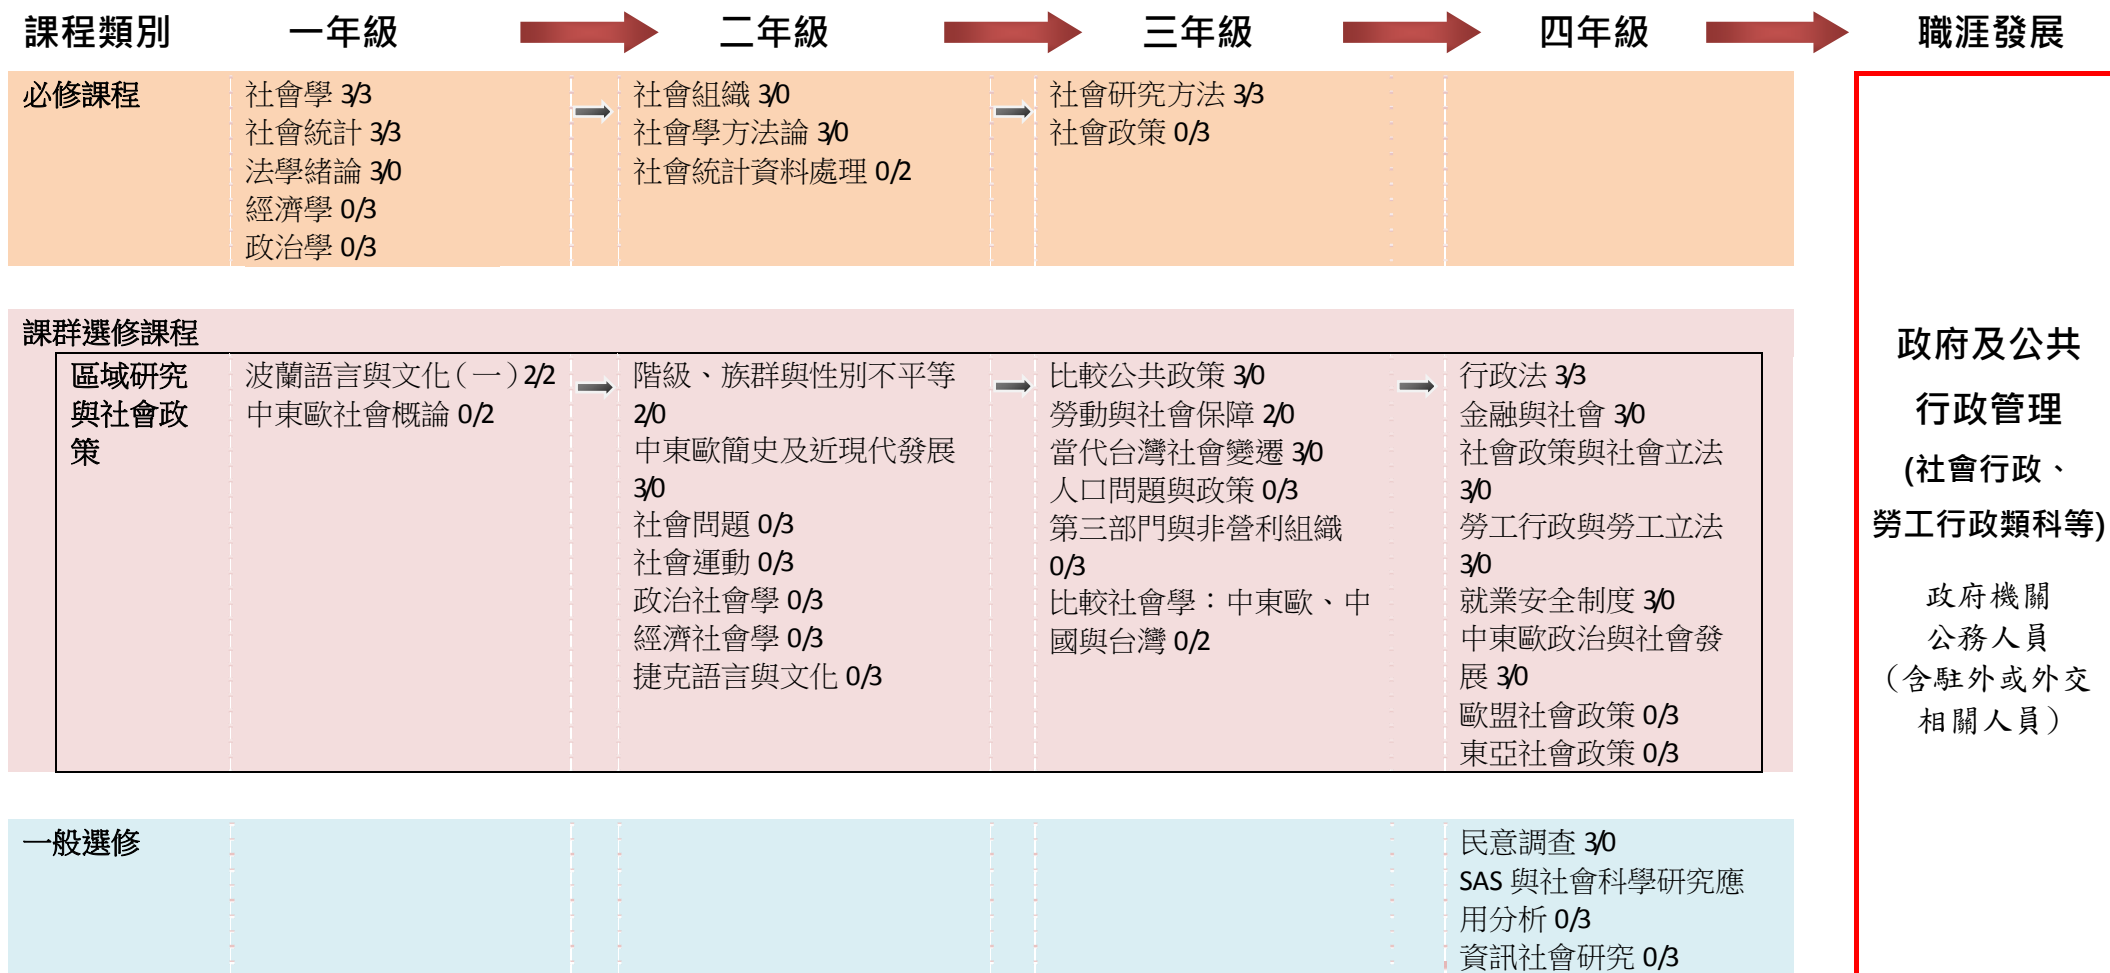 課程類別 一年級 二年級 三年級 四年級 職涯發展
必修課程
社會學 3/3
社會統計 3/3
法學緒論 3/0
經濟學 0/3
政治學 0/3
社會組織 3/0
社會學方法論 3/0
社會統計資料處理 0/2
社會研究方法 3/3
社會政策 0/3
課群選修課程
區域研究
與社會政
策
波蘭語言與文化（一）2/2
中東歐社會概論 0/2
階級、族群與性別不平等
2/0
中東歐簡史及近現代發展
3/0
社會問題 0/3
社會運動 0/3
政治社會學 0/3
經濟社會學 0/3
捷克語言與文化 0/3
比較公共政策 3/0
勞動與社會保障 2/0
當代台灣社會變遷 3/0
人口問題與政策 0/3
第三部門與非營利組織
0/3
比較社會學：中東歐、中
國與台灣 0/2
行政法 3/3
金融與社會 3/0
社會政策與社會立法
3/0
勞工行政與勞工立法
3/0
就業安全制度 3/0
中東歐政治與社會發
展 3/0
歐盟社會政策 0/3
東亞社會政策 0/3
一般選修
民意調查 3/0
SAS 與社會科學研究應
用分析 0/3
資訊社會研究 0/3
政府及公共
行政管理
(社會行政、
勞工行政類科等)
政府機關
公務人員
（含駐外或外交
相關人員）